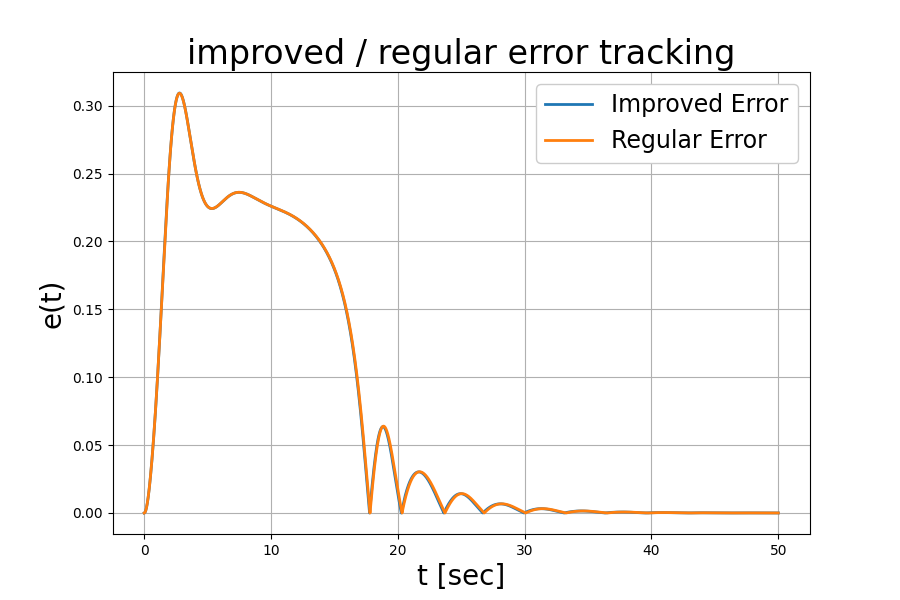 improved / regular error tracking
Improved Error
Regular Error
e(t)
0.30
0.25
0.20
0.15
0.10
0.05
0.00
0 10 20 30 40 50
t [sec]